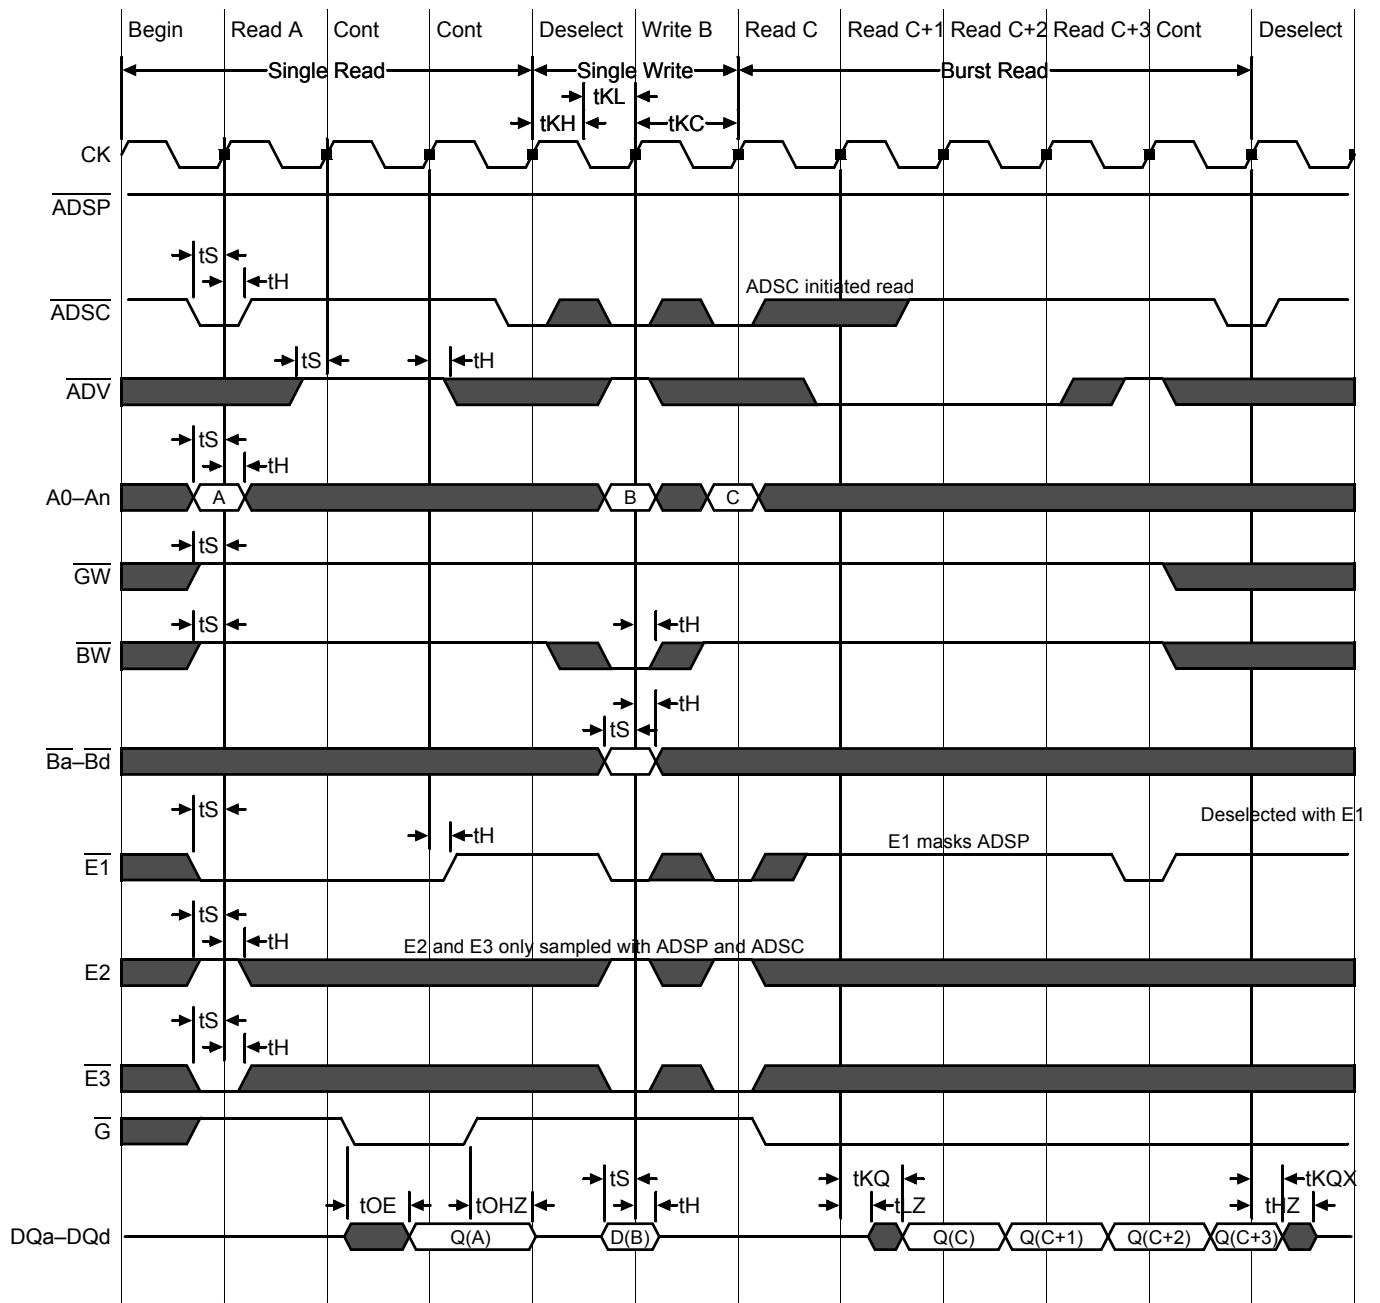 Begin Read A Cont Cont Deselect Write B Read C Read C+1 Read C+2 Read C+3 Cont Deselect
Single Read Single Write Burst Read
tKL
tKH tKC
CK
ADSP
tS
tH
ADSC initiated read
ADSC
tS tH
ADV
tS
tH
A0–An A B C
tS
GW
tS tH
BW
tH
tS
Ba–Bd
tS
Deselected with E1
tH
E1 masks ADSP
E1
tS
tH
E2 and E3 only sampled with ADSP and ADSC
E2
tS
tH
E3
G
tS tKQ tKQX
tOE tOHZ tH tLZ tHZ
DQa–DQd Q(A) D(B) Q(C) Q(C+1) Q(C+2) Q(C+3)